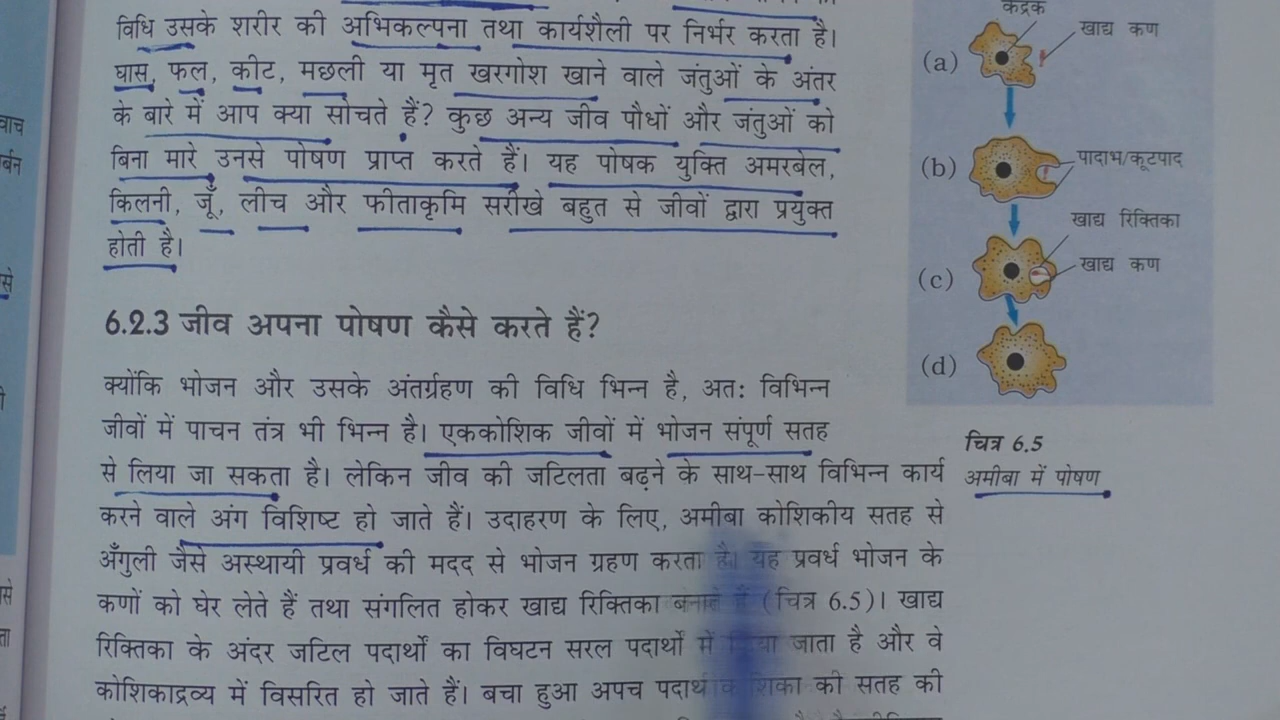 विधि उसके शरीर की अभिकल्पना तथा कार्यशैली पर निर्भर करता है।
घास, फल, कीट, मछली या मृत खरगोश खाने वाले जंतुओं के अंतर
के बारे में आप क्या सोचते हैं? कुछ अन्य जीव पौधों और जंतुओं को
बिना मारे उनसे पोषण प्राप्त करते हैं। यह पोषक युक्ति अमरबेल,
किलनी, जूँ, लीच और फीताकृमि सरीखे बहुत से जीवों द्वारा प्रयुक्त
होती है।
6.2.3 जीव अपना पोषण कैसे करते हैं?
क्योंकि भोजन और उसके अंतर्ग्रहण की विधि भिन्न है, अतः विभिन्न
जीवों में पाचन तंत्र भी भिन्न है। एककोशिक जीवों में भोजन संपूर्ण सतह
से लिया जा सकता है। लेकिन जीव की जटिलता बढ़ने के साथ-साथ विभिन्न कार्य
करने वाले अंग विशिष्ट हो जाते हैं। उदाहरण के लिए, अमीबा कोशिकीय सतह से
अँगुली जैसे अस्थायी प्रवर्ध की मदद से भोजन ग्रहण करता है। यह प्रवर्ध भोजन के
कणों को घेर लेते हैं तथा संगलित होकर खाद्य रिक्तिका बनाते हैं (चित्र 6.5)। खाद्य
रिक्तिका के अंदर जटिल पदार्थों का विघटन सरल पदार्थों में जाता है और वे
कोशिकाद्रव्य में विसरित हो जाते हैं। बचा हुआ अपच पदार्थ की सतह की
केंद्रक
(a)
खाद्य कण
(b)
पादाभ/कूटपाद
खाद्य रिक्तिका
(c)
खाद्य कण
(d)
चित्र 6.5
अमीबा में पोषण